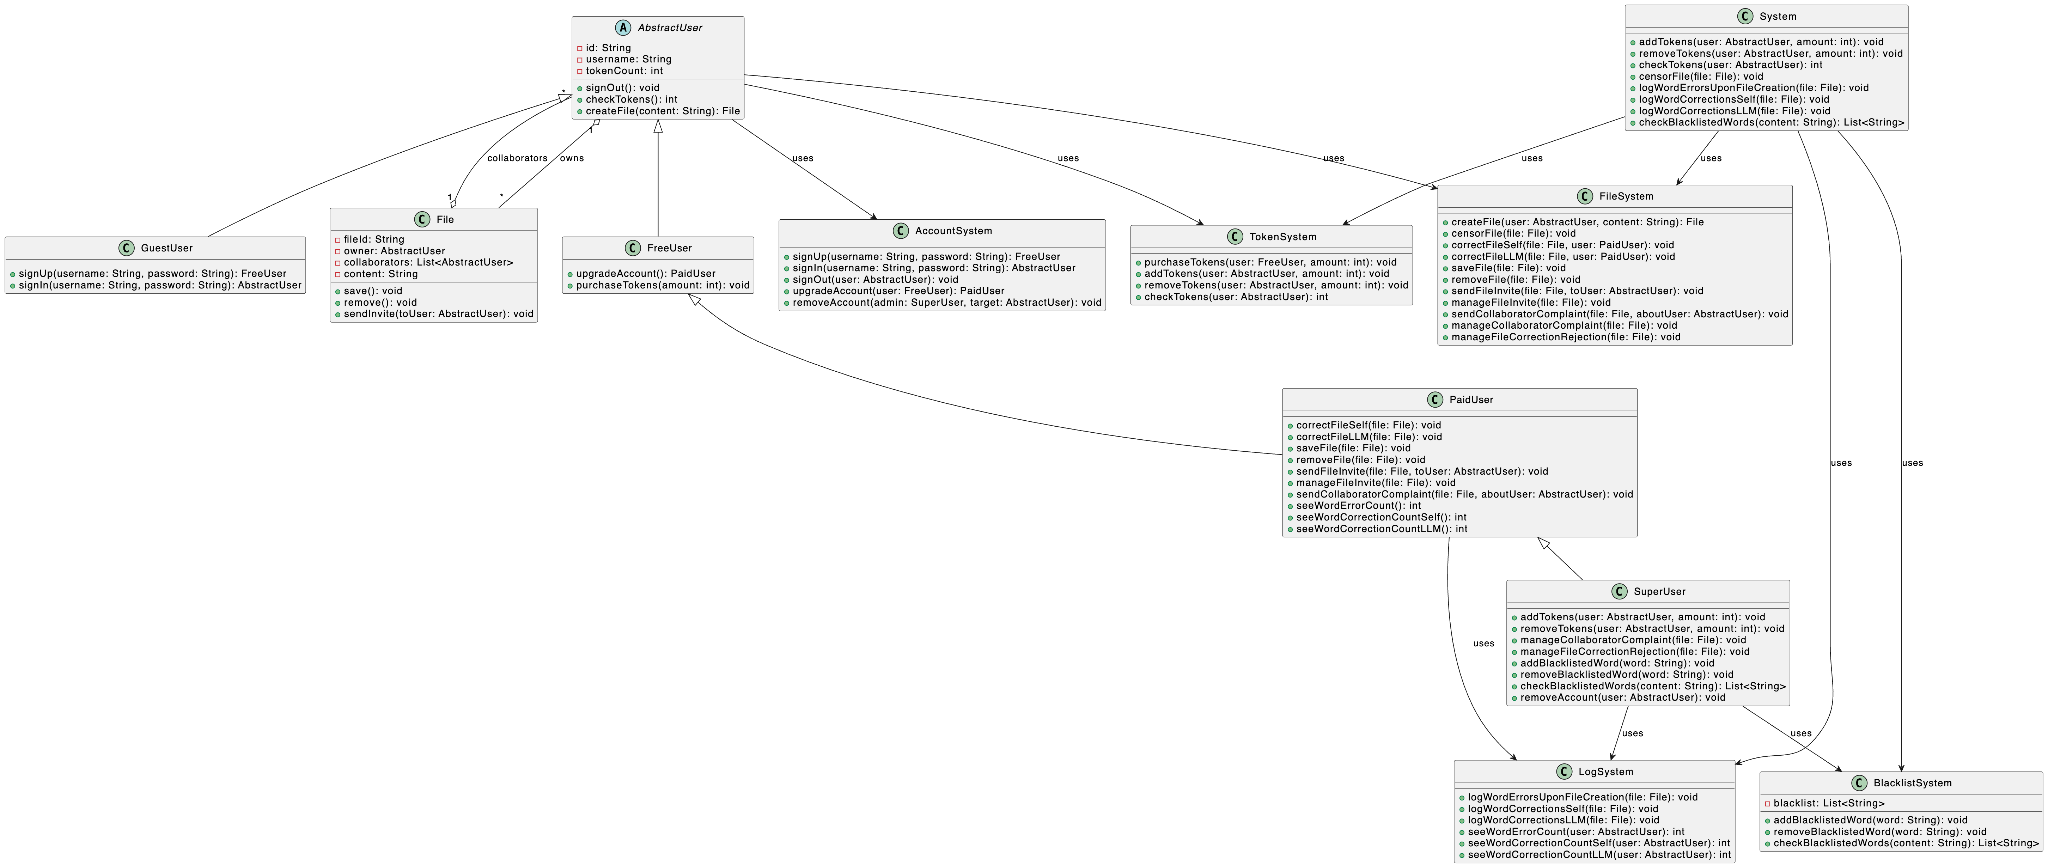 A AbstractUser
id: String
username: String
tokenCount: int
signOut(): void
checkTokens(): int
createFile(content: String): File
C System
addTokens(user: AbstractUser, amount: int): void
removeTokens(user: AbstractUser, amount: int): void
checkTokens(user: AbstractUser): int
censorFile(file: File): void
logWordErrorsUponFileCreation(file: File): void
logWordCorrectionsSelf(file: File): void
logWordCorrectionsLLM(file: File): void
checkBlacklistedWords(content: String): List<String>
*
1
collaborators
owns
uses
uses
uses
uses
uses
1
*
C GuestUser
signUp(username: String, password: String): FreeUser
signIn(username: String, password: String): AbstractUser
C File
fileId: String
owner: AbstractUser
collaborators: List<AbstractUser>
content: String
save(): void
remove(): void
sendInvite(toUser: AbstractUser): void
C FreeUser
upgradeAccount(): PaidUser
purchaseTokens(amount: int): void
C AccountSystem
signUp(username: String, password: String): FreeUser
signIn(username: String, password: String): AbstractUser
signOut(user: AbstractUser): void
upgradeAccount(user: FreeUser): PaidUser
removeAccount(admin: SuperUser, target: AbstractUser): void
C TokenSystem
purchaseTokens(user: FreeUser, amount: int): void
addTokens(user: AbstractUser, amount: int): void
removeTokens(user: AbstractUser, amount: int): void
checkTokens(user: AbstractUser): int
C FileSystem
createFile(user: AbstractUser, content: String): File
censorFile(file: File): void
correctFileSelf(file: File, user: PaidUser): void
correctFileLLM(file: File, user: PaidUser): void
saveFile(file: File): void
removeFile(file: File): void
sendFileInvite(file: File, toUser: AbstractUser): void
manageFileInvite(file: File): void
sendCollaboratorComplaint(file: File, aboutUser: AbstractUser): void
manageCollaboratorComplaint(file: File): void
manageFileCorrectionRejection(file: File): void
C PaidUser
correctFileSelf(file: File): void
correctFileLLM(file: File): void
saveFile(file: File): void
removeFile(file: File): void
sendFileInvite(file: File, toUser: AbstractUser): void
manageFileInvite(file: File): void
sendCollaboratorComplaint(file: File, aboutUser: AbstractUser): void
seeWordErrorCount(): int
seeWordCorrectionCountSelf(): int
seeWordCorrectionCountLLM(): int
uses
uses
C SuperUser
addTokens(user: AbstractUser, amount: int): void
removeTokens(user: AbstractUser, amount: int): void
manageCollaboratorComplaint(file: File): void
manageFileCorrectionRejection(file: File): void
addBlacklistedWord(word: String): void
removeBlacklistedWord(word: String): void
checkBlacklistedWords(content: String): List<String>
removeAccount(user: AbstractUser): void
uses
uses
uses
C LogSystem
logWordErrorsUponFileCreation(file: File): void
logWordCorrectionsSelf(file: File): void
logWordCorrectionsLLM(file: File): void
seeWordErrorCount(user: AbstractUser): int
seeWordCorrectionCountSelf(user: AbstractUser): int
seeWordCorrectionCountLLM(user: AbstractUser): int
C BlacklistSystem
blacklist: List<String>
addBlacklistedWord(word: String): void
removeBlacklistedWord(word: String): void
checkBlacklistedWords(content: String): List<String>